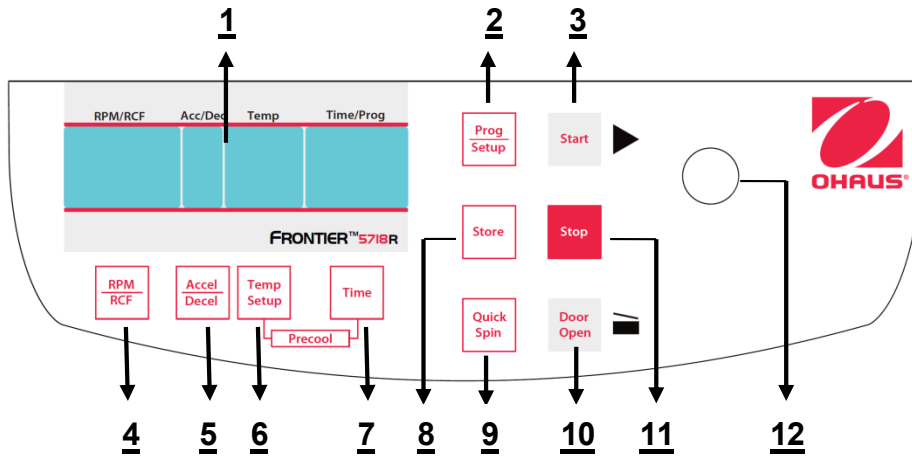 1 2 3
RPM/RCF Acc/Dec Temp Time/Prog
Prog
Setup
Start
OHAUS®
FRONTIER™5718R
Store
Stop
RPM
RCF
Accel
Decel
Temp
Setup
Time
Precool
Quick
Spin
Door
Open
4 5 6 7 8 9 10 11 12